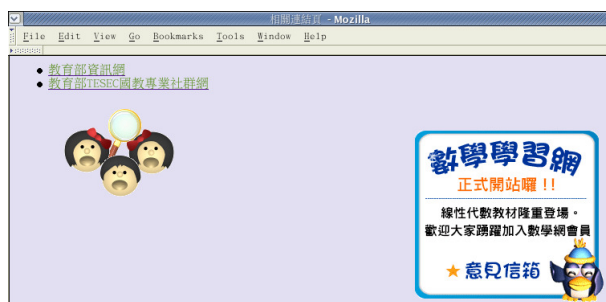 相關連結頁 - Mozilla
File Edit View Go Bookmarks Tools Window Help
教育部資訊網
教育部TESEC國教專業社群網
數學學習網
正式開站囉!!
線性代數教材隆重登場。
歡迎大家踴躍加入數學網會員
★意見信箱